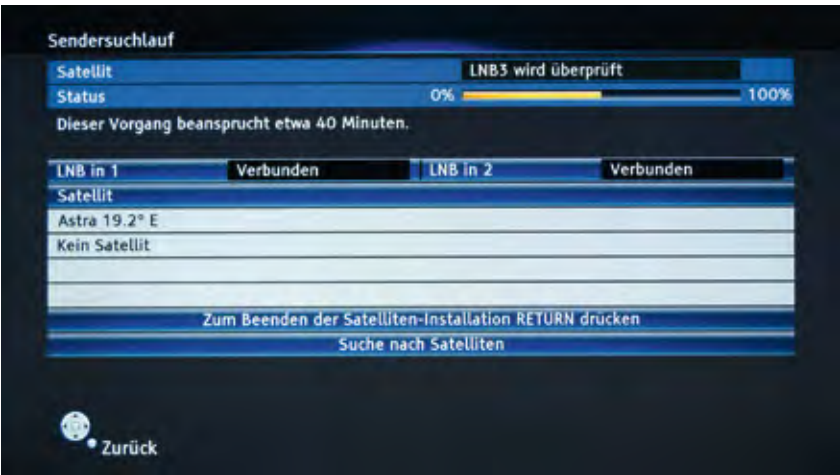 Sendersuchlauf
Satellit LNB3 wird überprüft
Status 0% 100%
Dieser Vorgang beansprucht etwa 40 Minuten.
LNB in 1 Verbunden LNB in 2 Verbunden
Satellit
Astra 19.2° E
Kein Satellit
Zum Beenden der Satelliten-Installation RETURN drücken
Suche nach Satelliten
Zurück